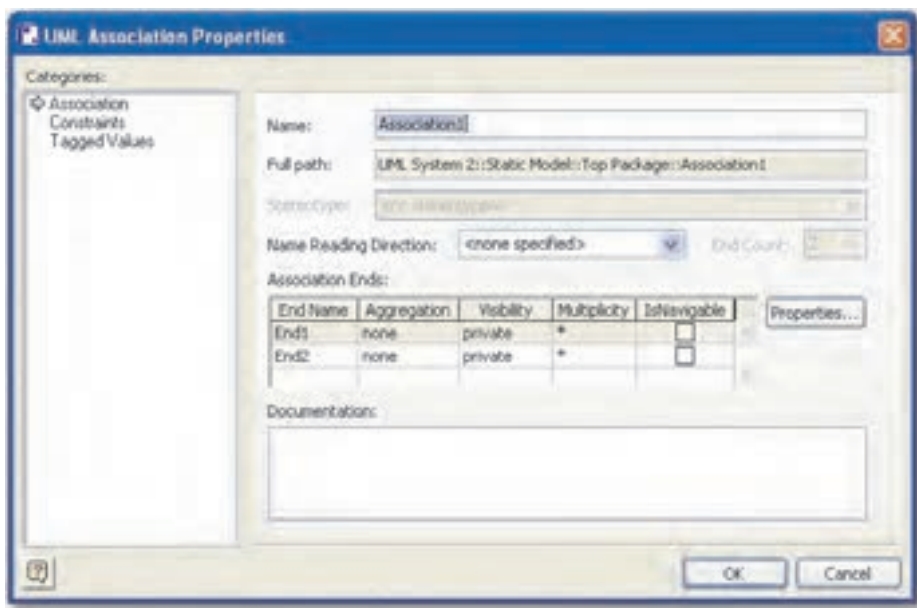 UML Association Properties
Categories:
Association
Constraints
Tagged Values
Name: Association1
Full path: UML System 2::Static Model::Top Package::Association1
Stereotype:
Name Reading Direction: <none specified> End Count: 2
Association Ends:
End Name Aggregation Visibility Multiplicity IsNavigable Properties...
End1 none private *
End2 none private *
Documentation:
OK Cancel